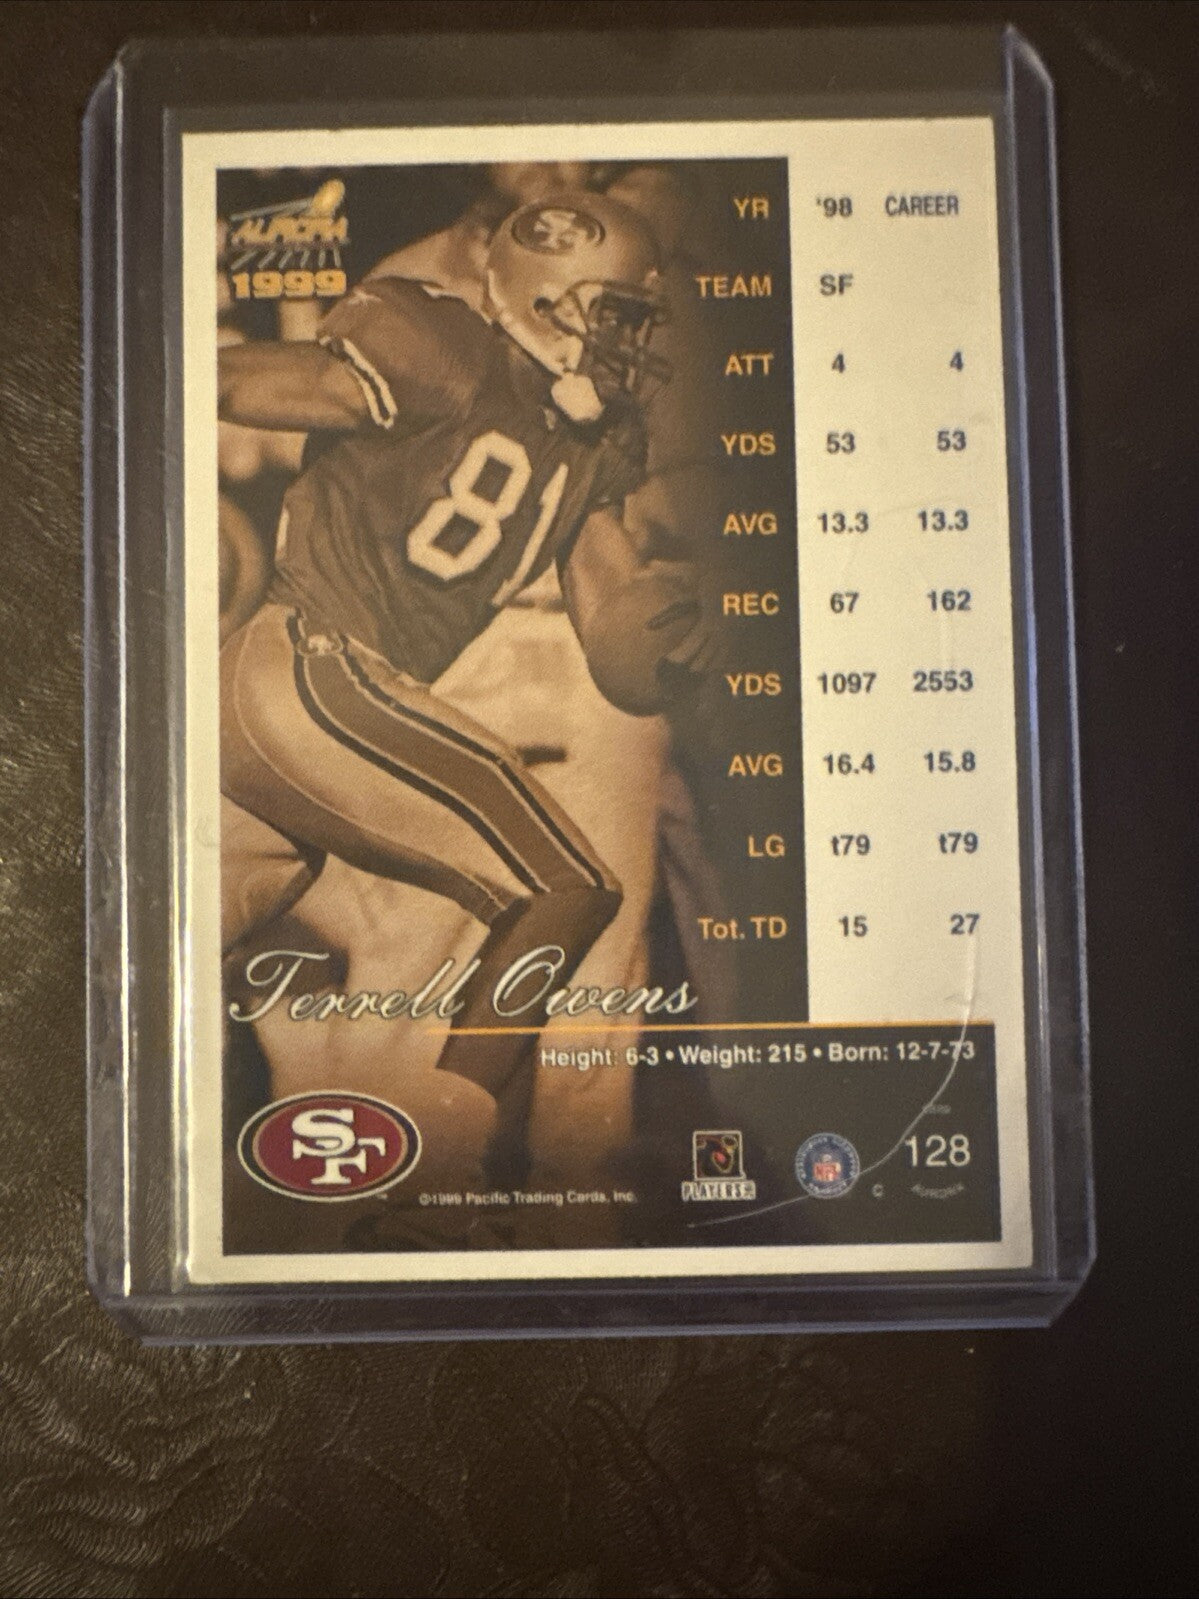 AURORA
1999
YR '98 CAREER
TEAM SF
ATT 4 4
YDS 53 53
AVG 13.3 13.3
REC 67 162
YDS 1097 2553
AVG 16.4 15.8
LG t79 t79
Tot. TD 15 27
81
SF
Terrell Owens
Height: 6-3 • Weight: 215 • Born: 12-7-73
SF
©1999 Pacific Trading Cards, Inc.
PLAYERS
NFL
128